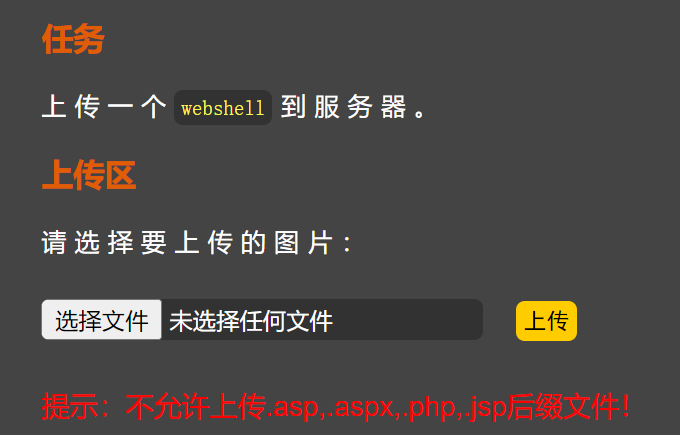 任务
上传一个 webshell 到服务器。
上传区
请选择要上传的图片：
选择文件 未选择任何文件 上传
提示：不允许上传.asp,.aspx,.php,.jsp后缀文件！